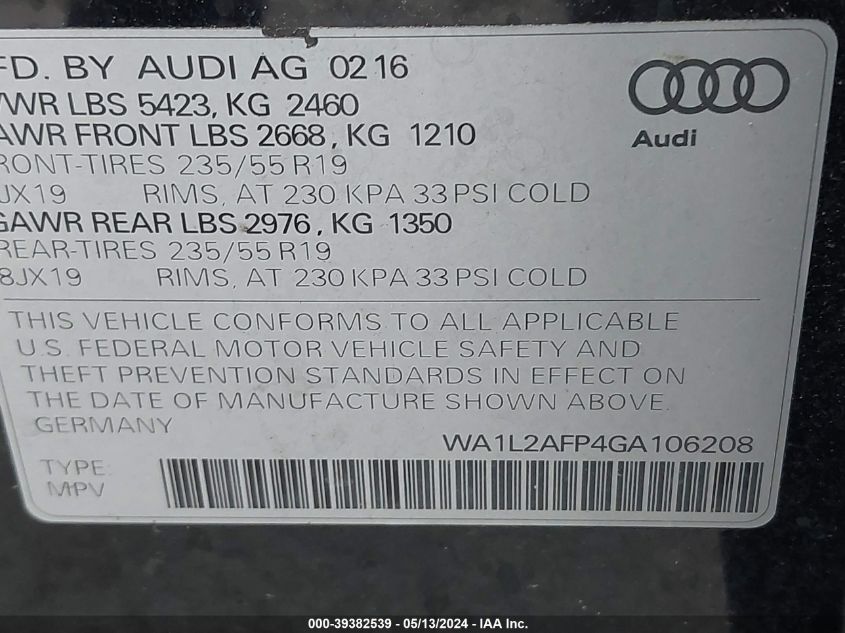 FD. BY AUDI AG 0216
VWR LBS 5423, KG 2460
AWR FRONT LBS 2668, KG 1210
RONT-TIRES 235/55 R19
JX19 RIMS, AT 230 KPA 33 PSI COLD
GAWR REAR LBS 2976, KG 1350
REAR-TIRES 235/55 R19
8JX19 RIMS, AT 230 KPA 33 PSI COLD
Audi
THIS VEHICLE CONFORMS TO ALL APPLICABLE
U.S. FEDERAL MOTOR VEHICLE SAFETY AND
THEFT PREVENTION STANDARDS IN EFFECT ON
THE DATE OF MANUFACTURE SHOWN ABOVE.
GERMANY
WA1L2AFP4GA106208
TYPE:
MPV
000-39382539 / 05/13/2024 - IAA Inc.